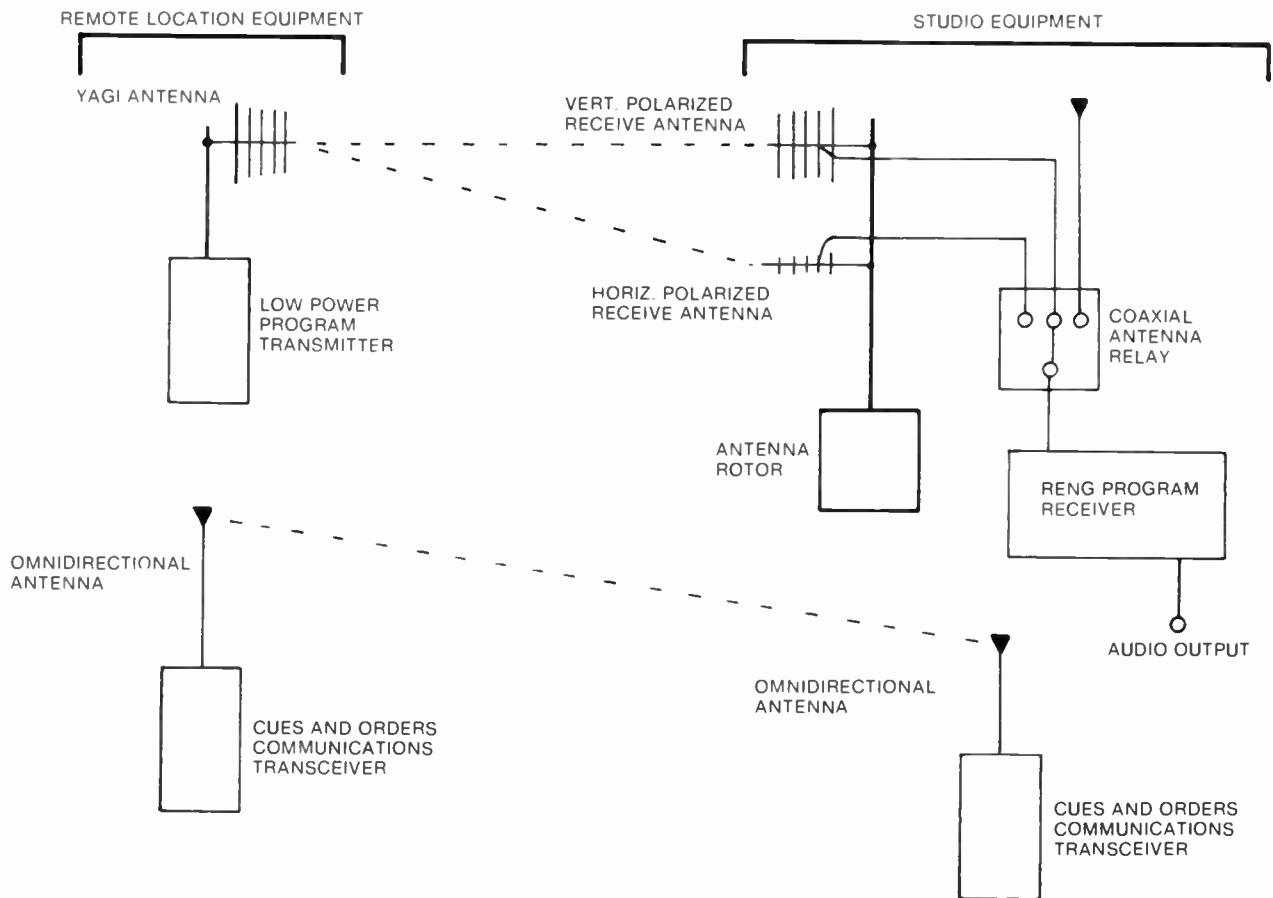 REMOTE LOCATION EQUIPMENT
STUDIO EQUIPMENT
YAGI ANTENNA
VERT. POLARIZED
RECEIVE ANTENNA
LOW POWER
PROGRAM
TRANSMITTER
HORIZ. POLARIZED
RECEIVE ANTENNA
COAXIAL
ANTENNA
RELAY
ANTENNA
ROTOR
RENG PROGRAM
RECEIVER
OMNIDIRECTIONAL
ANTENNA
AUDIO OUTPUT
OMNIDIRECTIONAL
ANTENNA
CUES AND ORDERS
COMMUNICATIONS
TRANSCEIVER
CUES AND ORDERS
COMMUNICATIONS
TRANSCEIVER